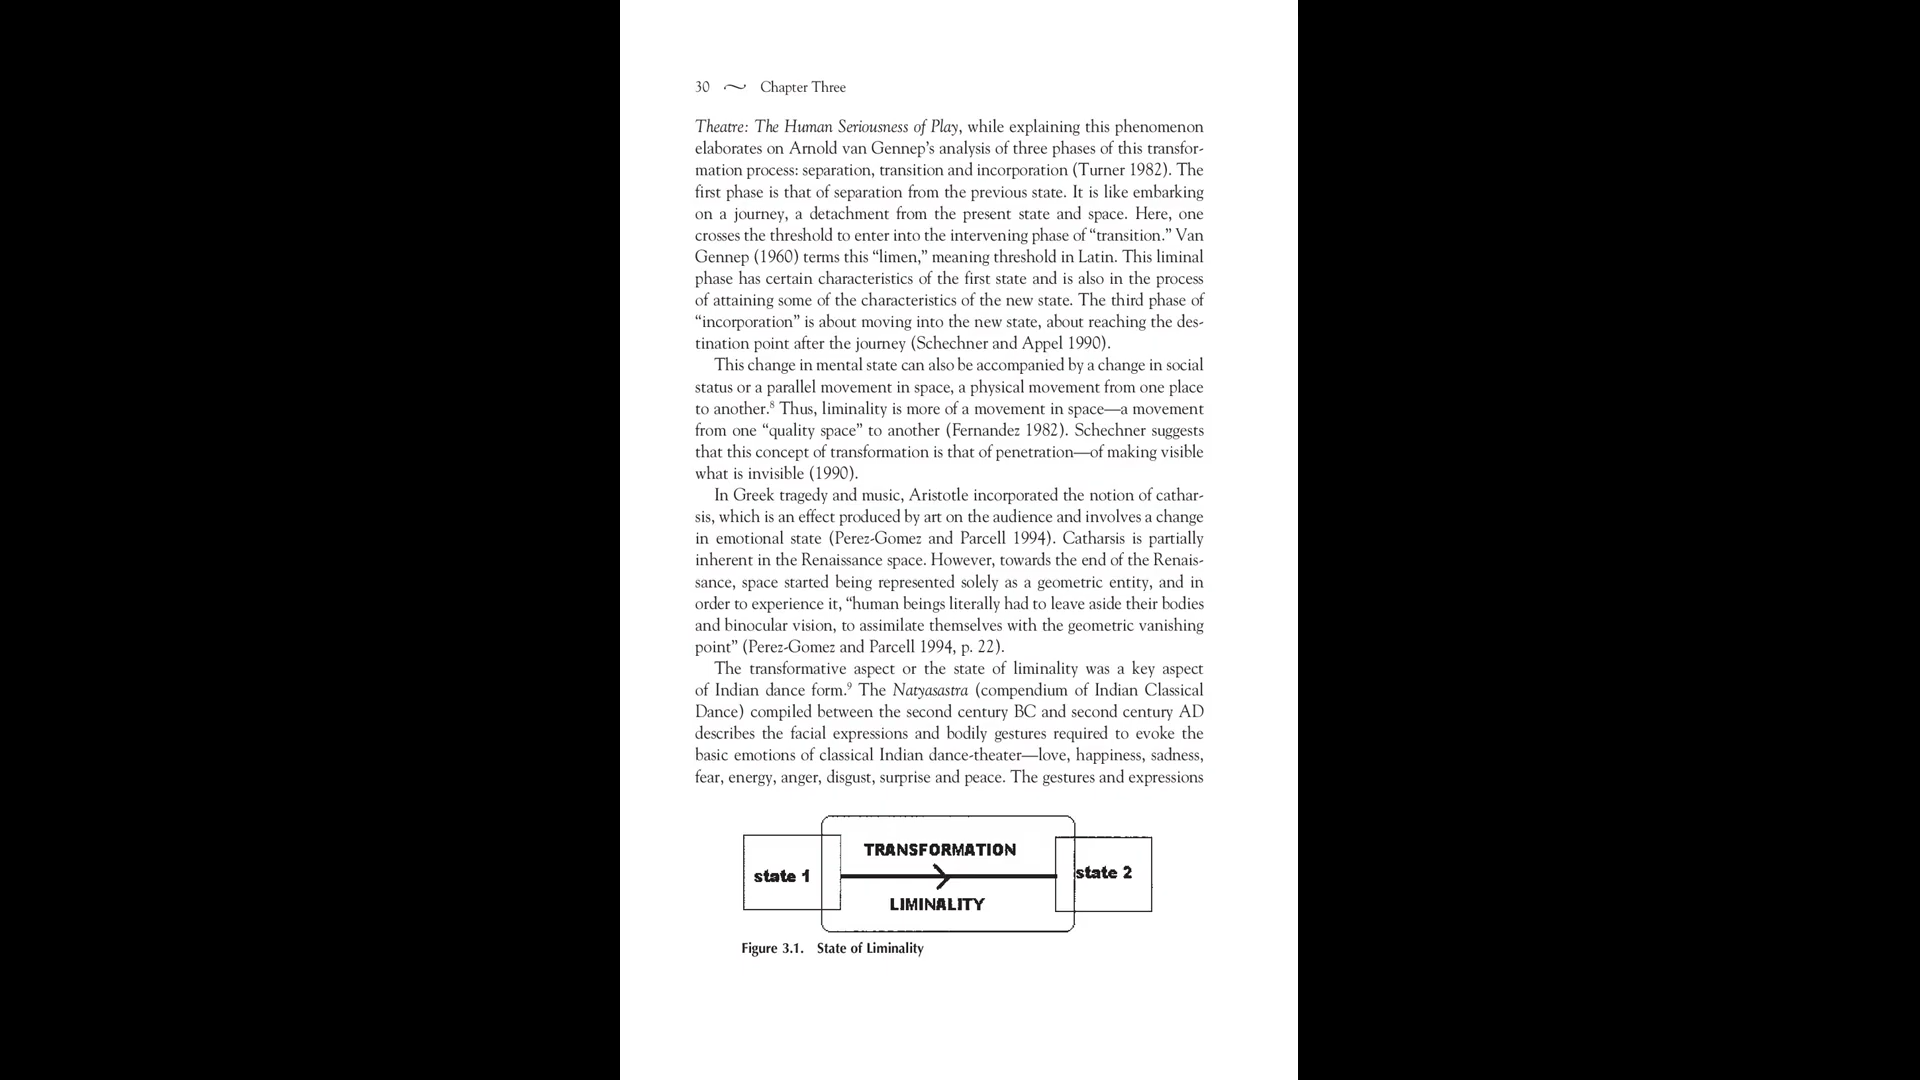 30 ~ Chapter Three
Theatre: The Human Seriousness of Play, while explaining this phenomenon
elaborates on Arnold van Gennep’s analysis of three phases of this transfor-
mation process: separation, transition and incorporation (Turner 1982). The
first phase is that of separation from the previous state. It is like embarking
on a journey, a detachment from the present state and space. Here, one
crosses the threshold to enter into the intervening phase of “transition.” Van
Gennep (1960) terms this “limen,” meaning threshold in Latin. This liminal
phase has certain characteristics of the first state and is also in the process
of attaining some of the characteristics of the new state. The third phase of
“incorporation” is about moving into the new state, about reaching the des-
tination point after the journey (Schechner and Appel 1990).
This change in mental state can also be accompanied by a change in social
status or a parallel movement in space, a physical movement from one place
to another.⁸ Thus, liminality is more of a movement in space—a movement
from one “quality space” to another (Fernandez 1982). Schechner suggests
that this concept of transformation is that of penetration—of making visible
what is invisible (1990).
In Greek tragedy and music, Aristotle incorporated the notion of cathar-
sis, which is an effect produced by art on the audience and involves a change
in emotional state (Perez-Gomez and Parcell 1994). Catharsis is partially
inherent in the Renaissance space. However, towards the end of the Renais-
sance, space started being represented solely as a geometric entity, and in
order to experience it, “human beings literally had to leave aside their bodies
and binocular vision, to assimilate themselves with the geometric vanishing
point” (Perez-Gomez and Parcell 1994, p. 22).
The transformative aspect or the state of liminality was a key aspect
of Indian dance form.⁹ The Natyasastra (compendium of Indian Classical
Dance) compiled between the second century BC and second century AD
describes the facial expressions and bodily gestures required to evoke the
basic emotions of classical Indian dance-theater—love, happiness, sadness,
fear, energy, anger, disgust, surprise and peace. The gestures and expressions
TRANSFORMATION
state 1
state 2
LIMINALITY
Figure 3.1. State of Liminality